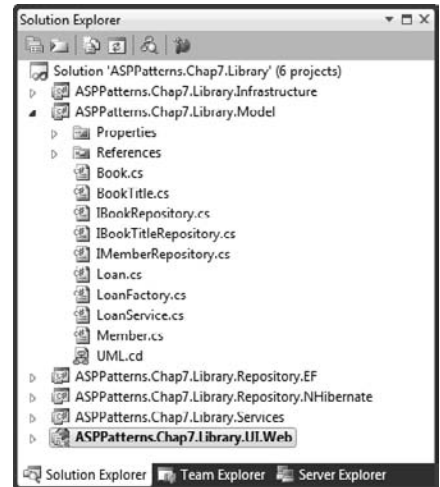 Solution Explorer
Solution 'ASPPatterns.Chap7.Library' (6 projects)
ASPPatterns.Chap7.Library.Infrastructure
ASPPatterns.Chap7.Library.Model
Properties
References
Book.cs
BookTitle.cs
IBookRepository.cs
IBookTitleRepository.cs
IMemberRepository.cs
Loan.cs
LoanFactory.cs
LoanService.cs
Member.cs
UML.cd
ASPPatterns.Chap7.Library.Repository.EF
ASPPatterns.Chap7.Library.Repository.NHibernate
ASPPatterns.Chap7.Library.Services
ASPPatterns.Chap7.Library.UI.Web
Solution Explorer Team Explorer Server Explorer